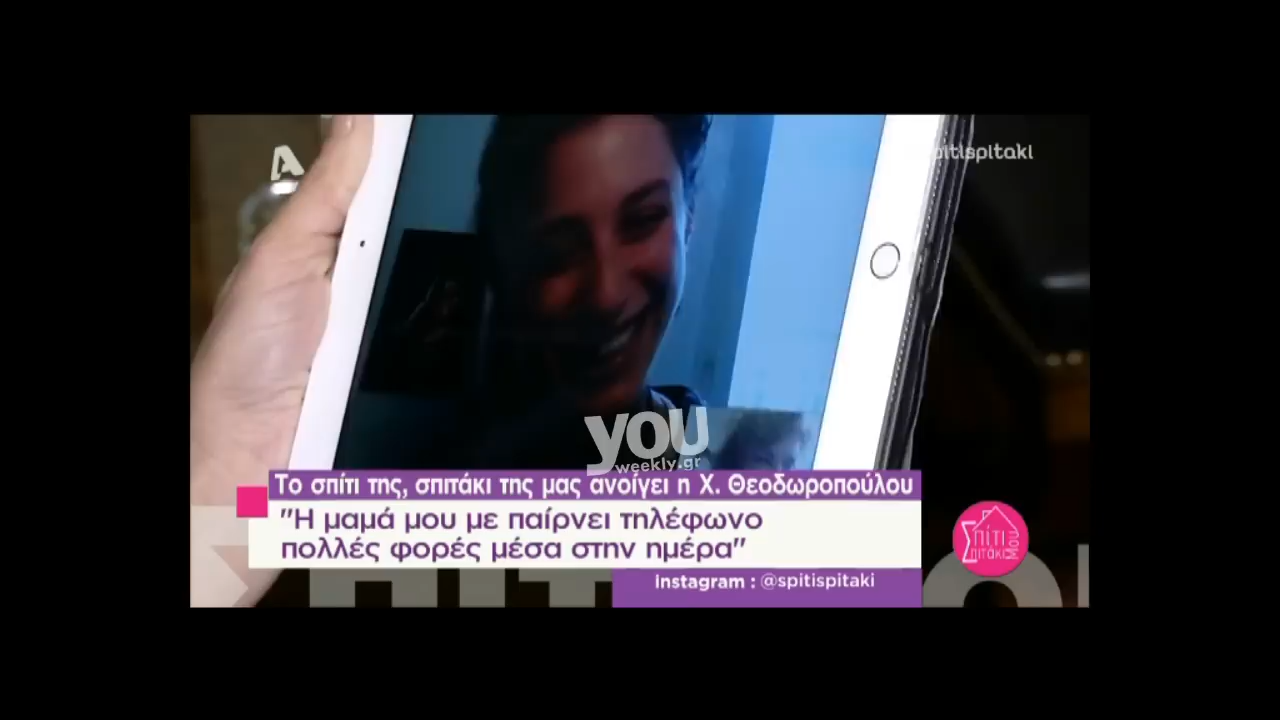 A
spitispitaki
you
weekly.gr
Το σπίτι της, σπιτάκι της μας ανοίγει η Χ. Θεοδωροπούλου
"Η μαμά μου με παίρνει τηλέφωνο
πολλές φορές μέσα στην ημέρα"
Σπίτι
Σπιτάκι
μου
instagram : @spitispitaki